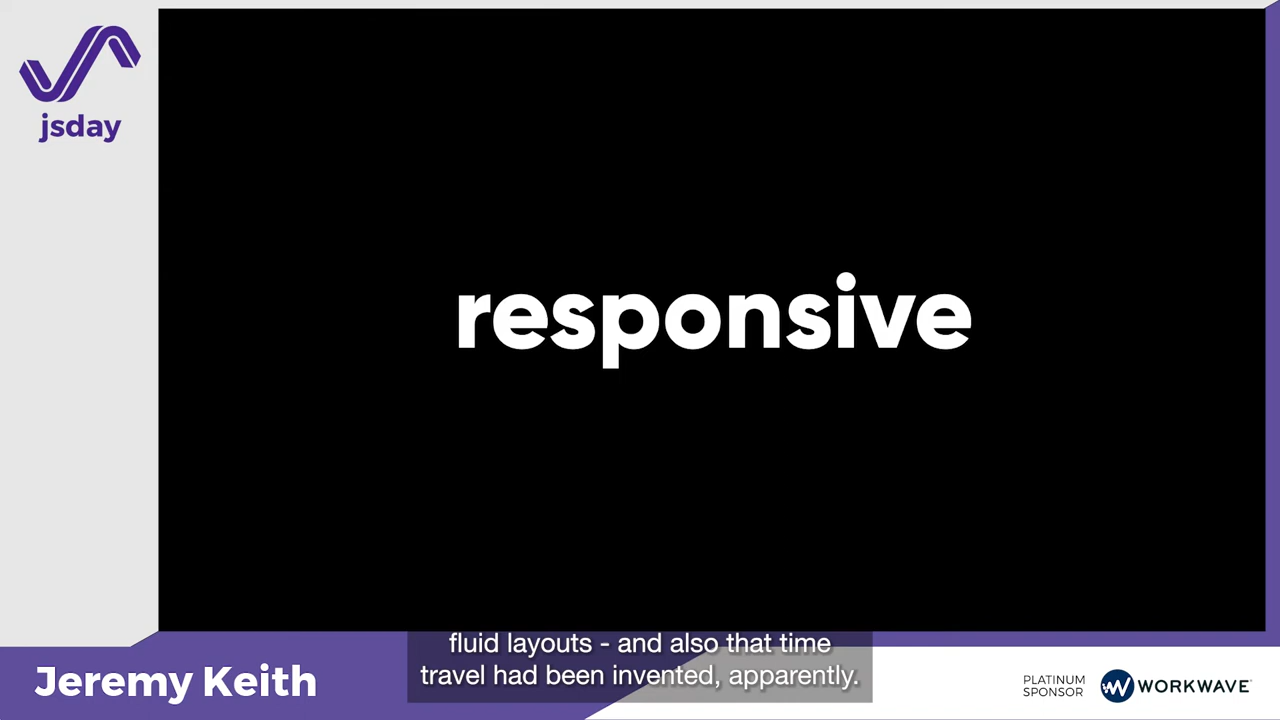 jsday
responsive
fluid layouts - and also that time
travel had been invented, apparently.
Jeremy Keith
PLATINUM
SPONSOR
WORKWAVE